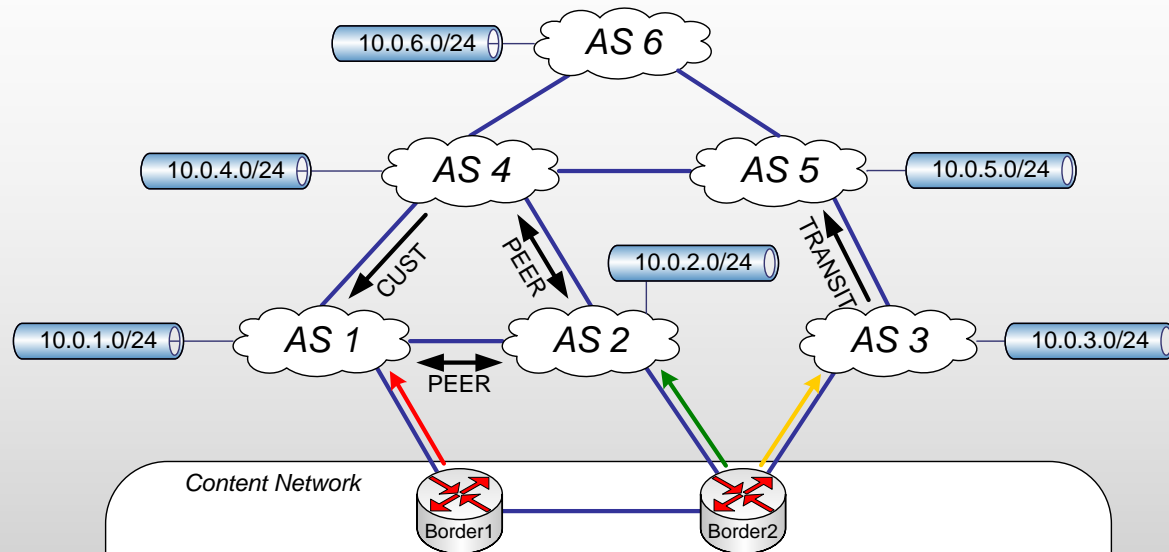 AS 6
10.0.6.0/24
10.0.4.0/24
AS 4
AS 5
10.0.5.0/24
CUST
PEER
TRANSIT
10.0.2.0/24
10.0.1.0/24
AS 1
AS 2
AS 3
10.0.3.0/24
PEER
Content Network
Border1
Border2